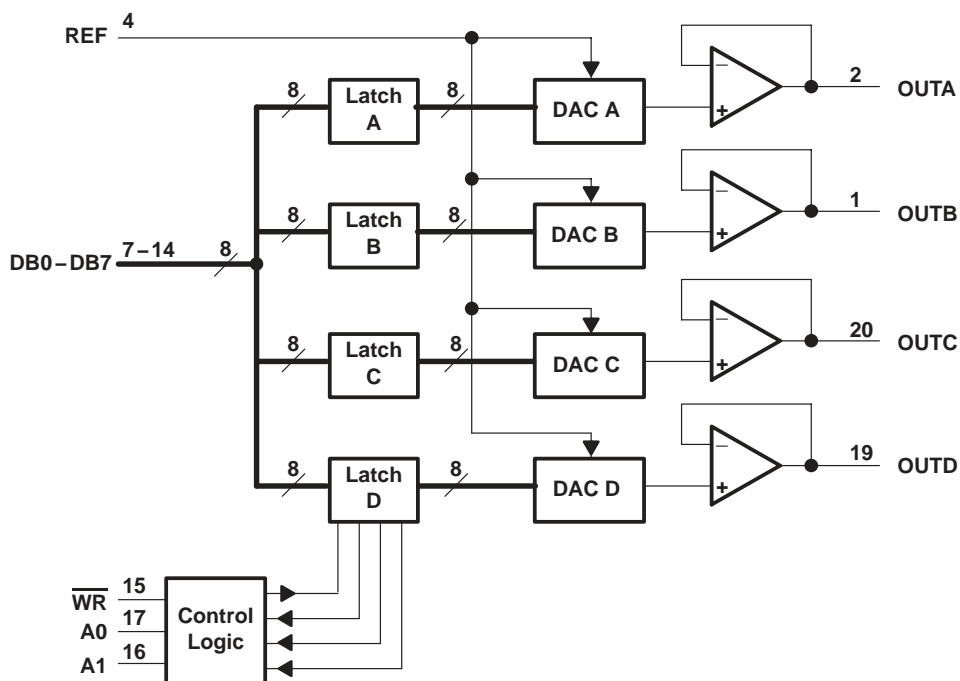 REF 4
8 Latch A 8 DAC A − + 2 OUTA
8 Latch B 8 DAC B − + 1 OUTB
DB0–DB7 7–14 8
8 Latch C 8 DAC C − + 20 OUTC
8 Latch D 8 DAC D − + 19 OUTD
WR 15
A0 17
A1 16
Control
Logic